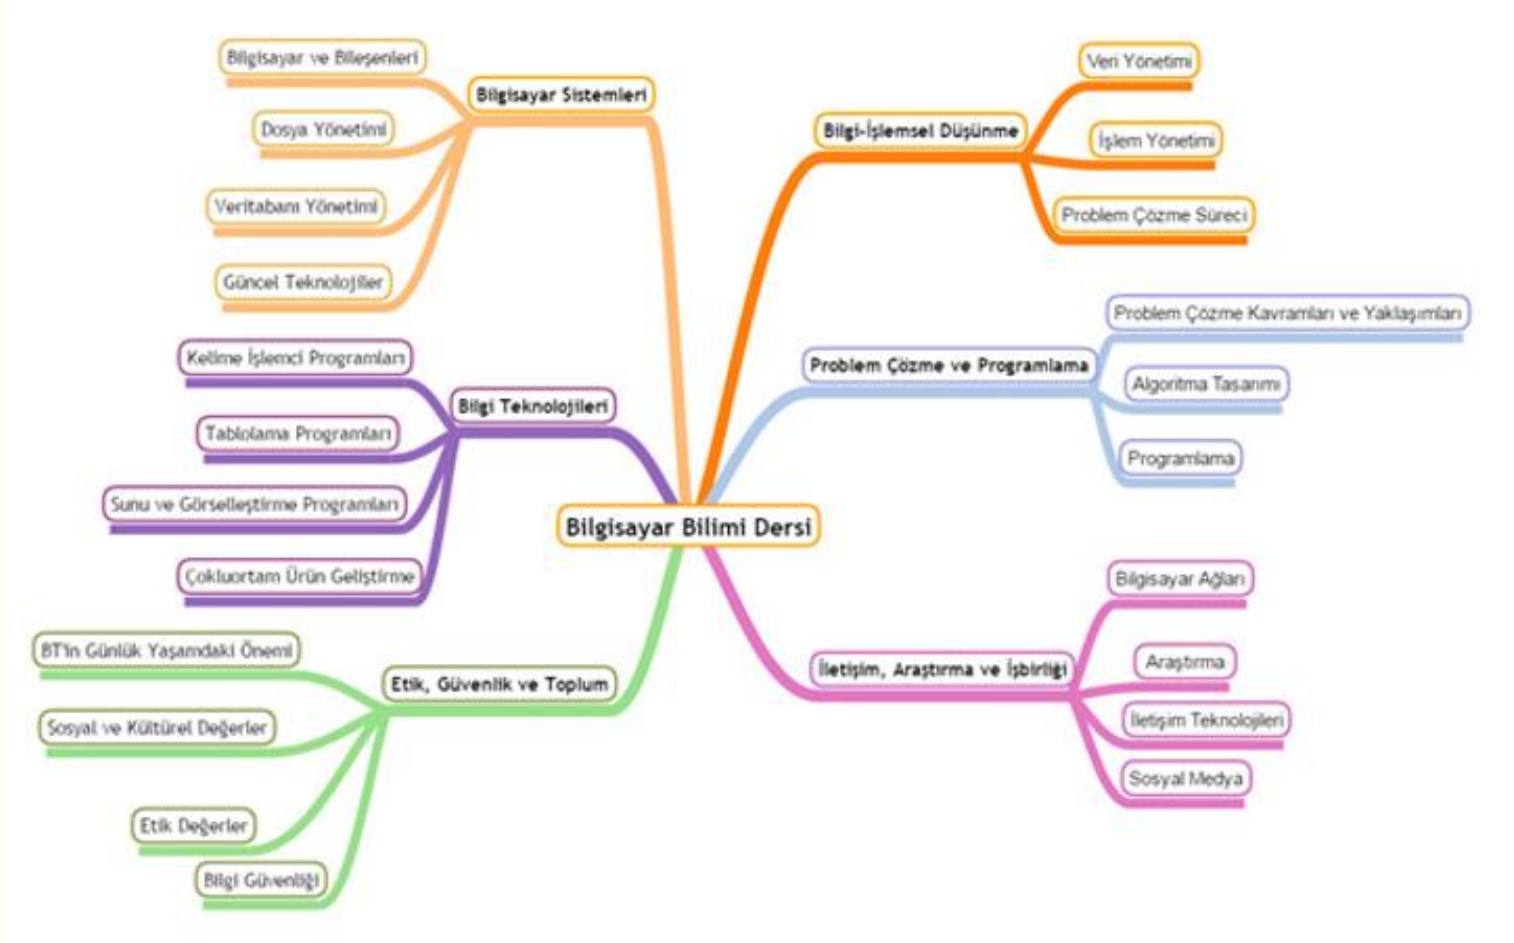 Bilgisayar ve Bileşenleri
Dosya Yönetimi
Veritabanı Yönetimi
Güncel Teknolojiler
Bilgisayar Sistemleri
Kelime İşlemci Programları
Tablolama Programları
Sunu ve Görselleştirme Programları
Çokluortam Ürün Geliştirme
Bilgi Teknolojileri
BT'in Günlük Yaşamdaki Önemi
Sosyal ve Kültürel Değerler
Etik Değerler
Bilgi Güvenliği
Etik, Güvenlik ve Toplum
Bilgisayar Bilimi Dersi
Bilgi-İşlemsel Düşünme
Veri Yönetimi
İşlem Yönetimi
Problem Çözme Süreci
Problem Çözme ve Programlama
Problem Çözme Kavramları ve Yaklaşımları
Algoritma Tasarımı
Programlama
İletişim, Araştırma ve İşbirliği
Bilgisayar Ağları
Araştırma
İletişim Teknolojileri
Sosyal Medya